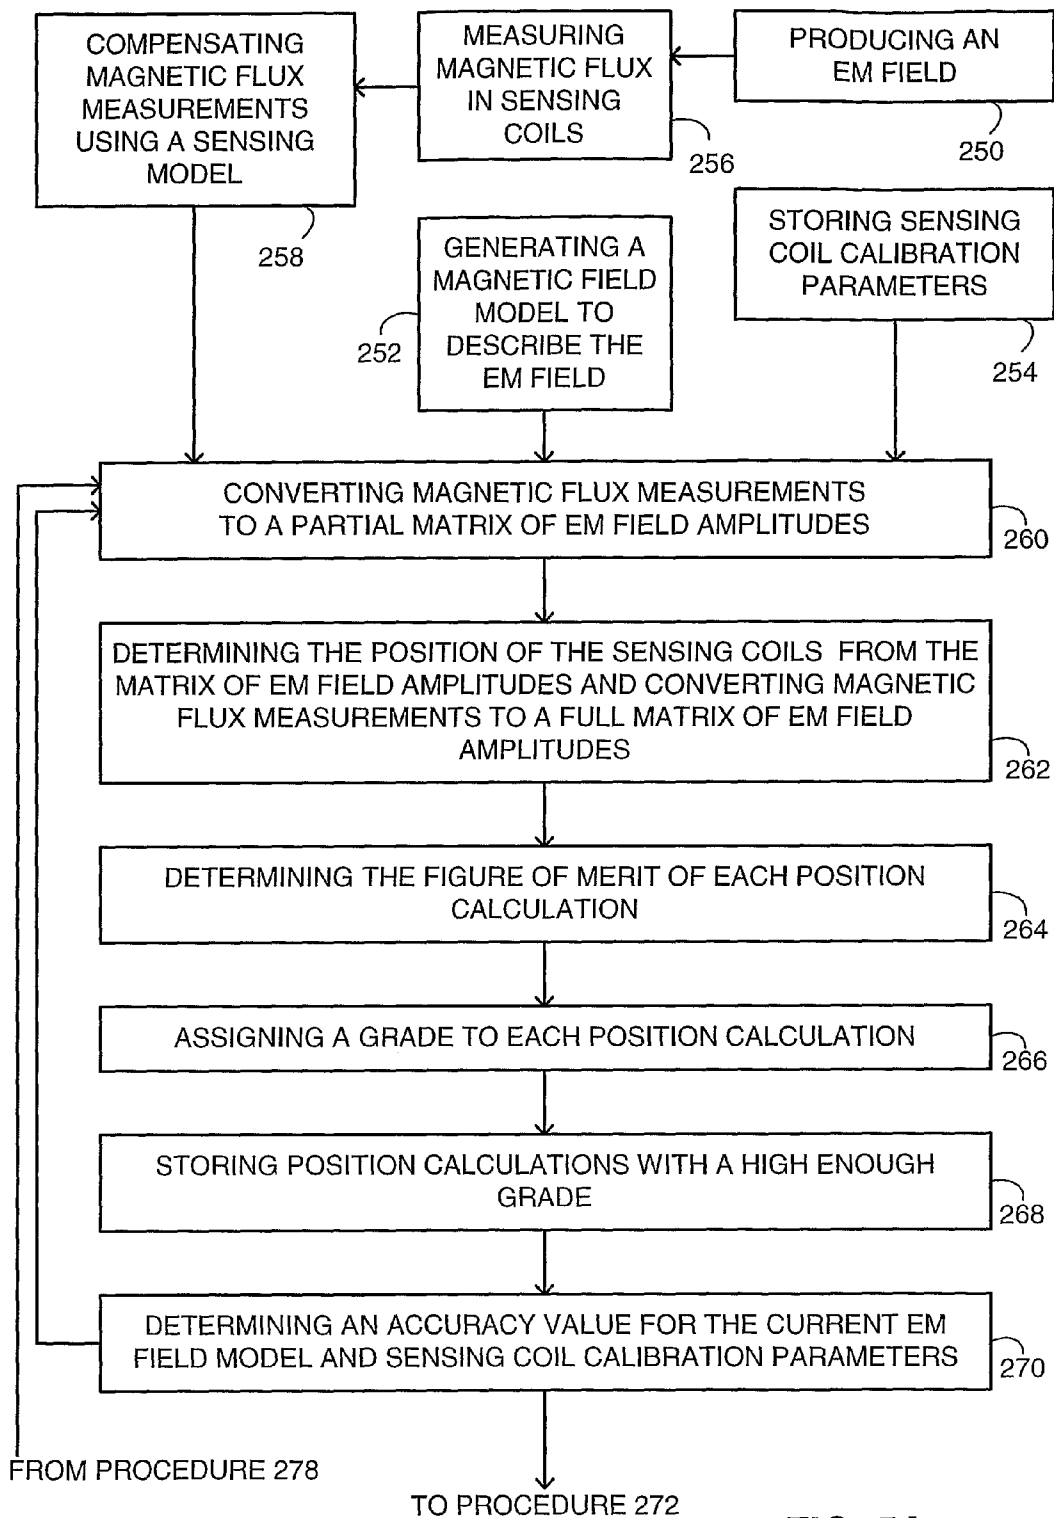 COMPENSATING
MAGNETIC FLUX
MEASUREMENTS
USING A SENSING
MODEL
258
MEASURING
MAGNETIC FLUX
IN SENSING
COILS
256
PRODUCING AN
EM FIELD
250
GENERATING A
MAGNETIC FIELD
MODEL TO
DESCRIBE THE
EM FIELD
252
STORING SENSING
COIL CALIBRATION
PARAMETERS
254
CONVERTING MAGNETIC FLUX MEASUREMENTS
TO A PARTIAL MATRIX OF EM FIELD AMPLITUDES
260
DETERMINING THE POSITION OF THE SENSING COILS FROM THE
MATRIX OF EM FIELD AMPLITUDES AND CONVERTING MAGNETIC
FLUX MEASUREMENTS TO A FULL MATRIX OF EM FIELD
AMPLITUDES
262
DETERMINING THE FIGURE OF MERIT OF EACH POSITION
CALCULATION
264
ASSIGNING A GRADE TO EACH POSITION CALCULATION
266
STORING POSITION CALCULATIONS WITH A HIGH ENOUGH
GRADE
268
DETERMINING AN ACCURACY VALUE FOR THE CURRENT EM
FIELD MODEL AND SENSING COIL CALIBRATION PARAMETERS
270
FROM PROCEDURE 278
TO PROCEDURE 272